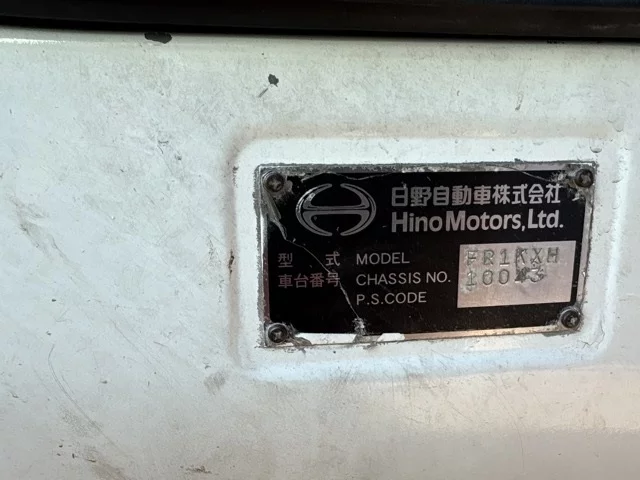 日野自動車株式会社
Hino Motors, Ltd.
型 式 MODEL FR1KXH
車台番号 CHASSIS NO. 10043
P.S.CODE